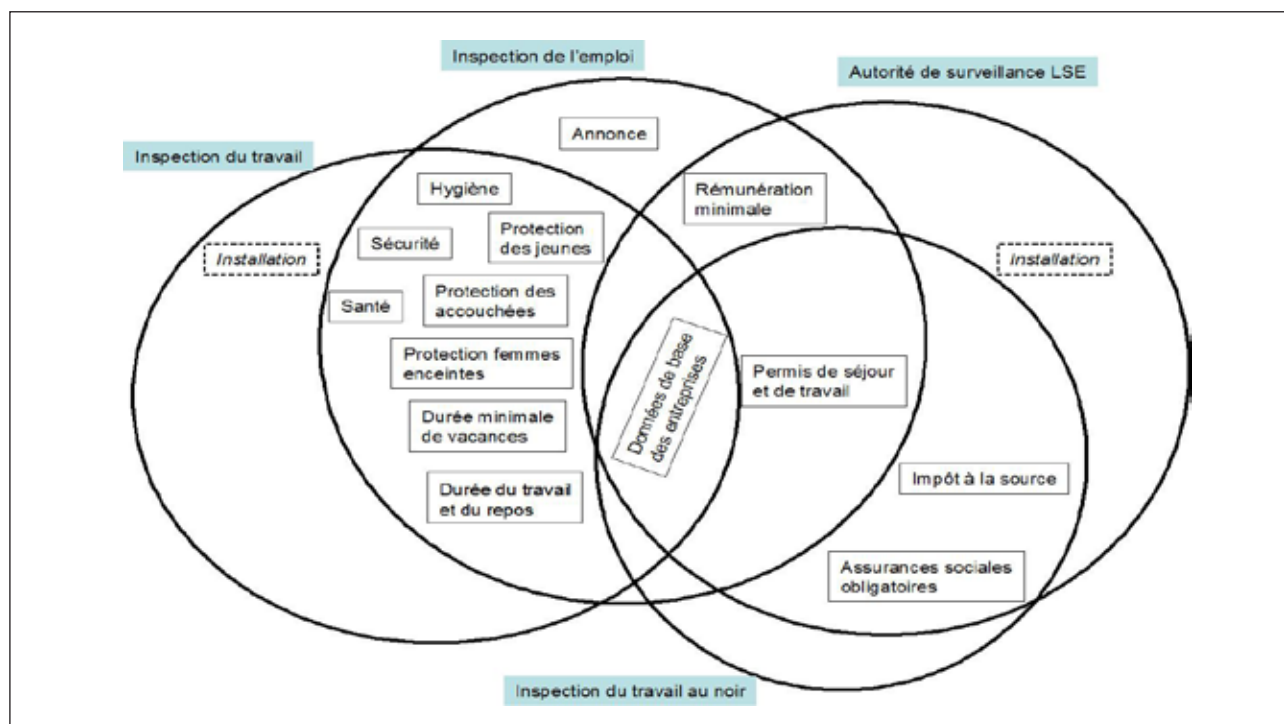 Inspection de l'emploi
Autorité de surveillance LSE
Inspection du travail
Annonce
Hygiène
Rémunération
minimale
Sécurité
Protection
des jeunes
Installation
Installation
Santé
Protection des
accouchées
Protection femmes
enceintes
Données de base
des entreprises
Permis de séjour
et de travail
Durée minimale
de vacances
Durée du travail
et du repos
Impôt à la source
Assurances sociales
obligatoires
Inspection du travail au noir